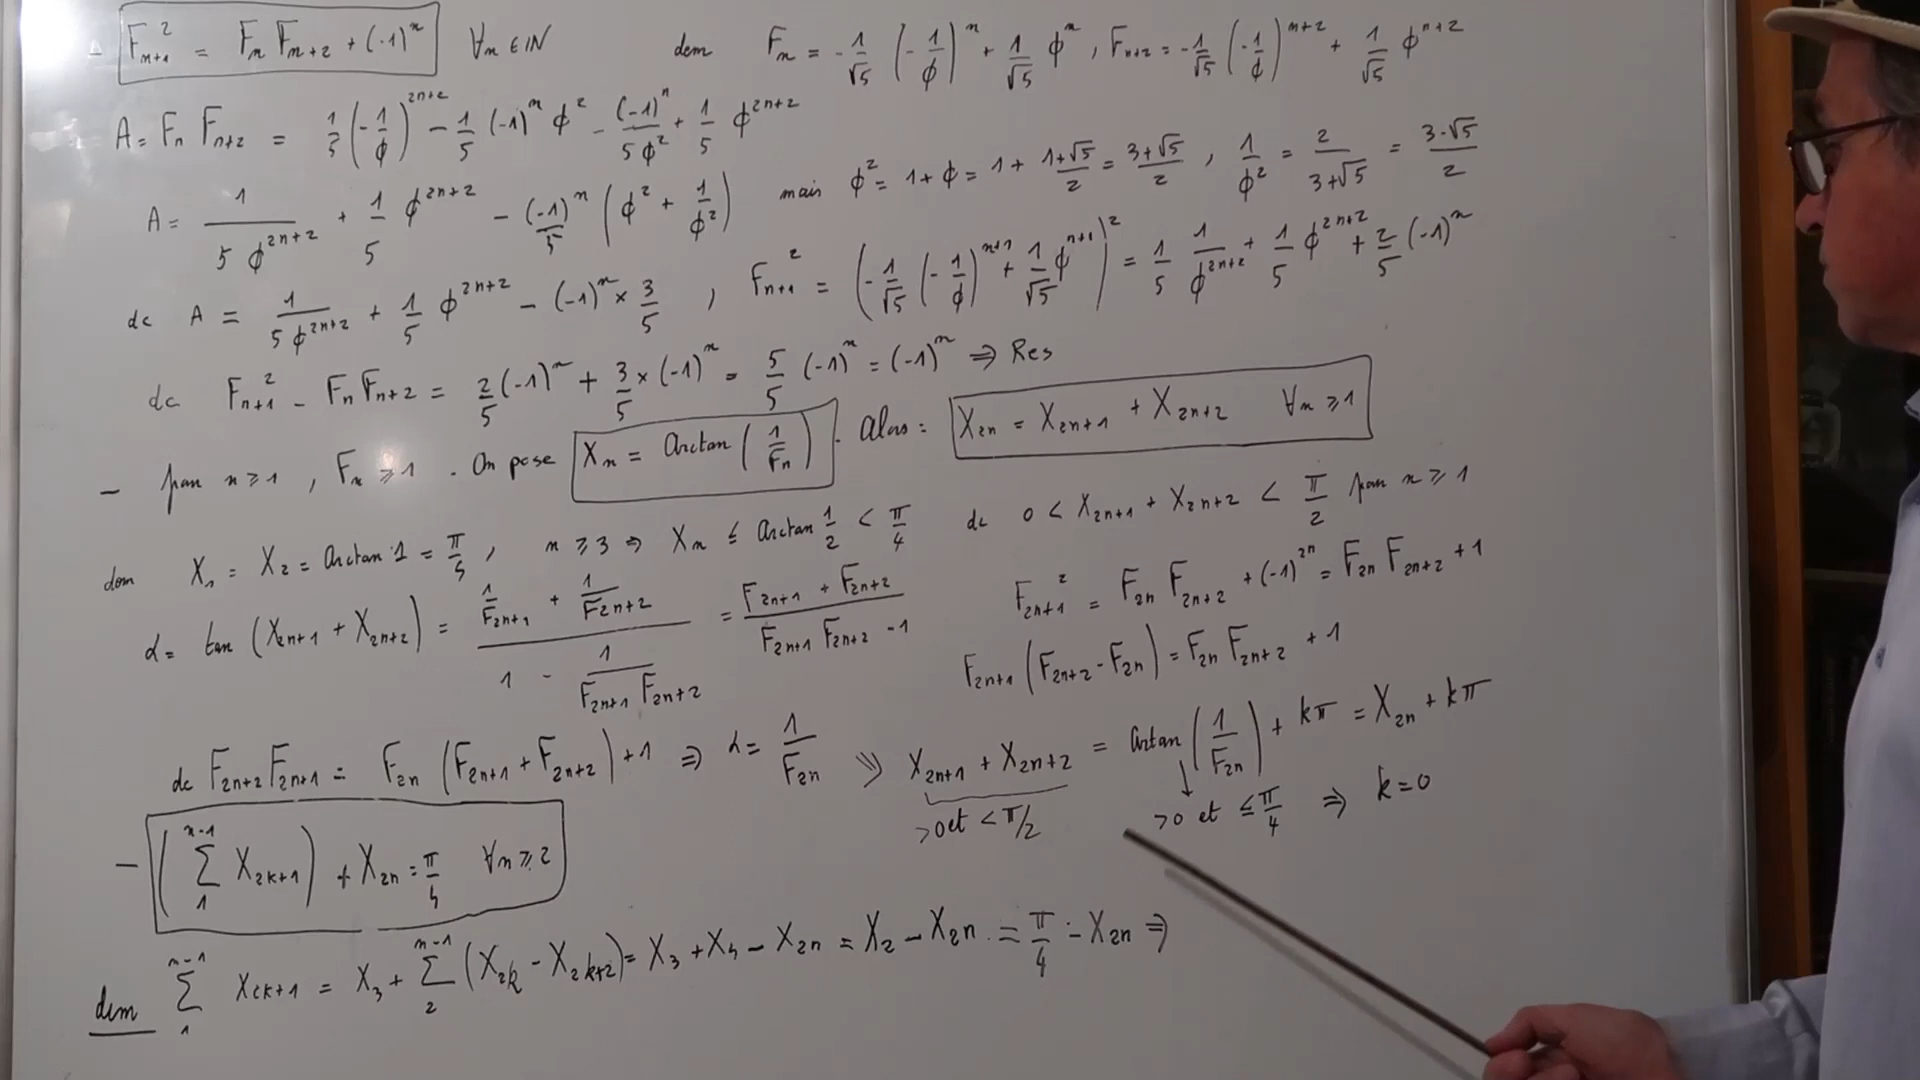 - F_{n+1}^2 = F_n F_{n+2} + (-1)^n ∀n ∈ ℕ dem F_n = -1/√5 (-1/ϕ)^n + 1/√5 ϕ^n , F_{n+2} = -1/√5 (-1/ϕ)^{n+2} + 1/√5 ϕ^{n+2}
A = F_n F_{n+2} = 1/5 (-1/ϕ)^{2n+2} - 1/5 (-1)^n ϕ^2 - (-1)^n/(5ϕ^2) + 1/5 ϕ^{2n+2}
A = 1/(5 ϕ^{2n+2}) + 1/5 ϕ^{2n+2} - (-1)^n/5 (ϕ^2 + 1/ϕ^2) mais ϕ^2 = 1+ϕ = 1 + (1+√5)/2 = (3+√5)/2 , 1/ϕ^2 = 2/(3+√5) = (3-√5)/2
dc A = 1/(5ϕ^{2n+2}) + 1/5 ϕ^{2n+2} - (-1)^n × 3/5 , F_{n+1}^2 = (-1/√5 (-1/ϕ)^{n+1} + 1/√5 ϕ^{n+1})^2 = 1/5 1/ϕ^{2n+2} + 1/5 ϕ^{2n+2} + 2/5 (-1)^n
dc F_{n+1}^2 - F_n F_{n+2} = 2/5 (-1)^n + 3/5 × (-1)^n = 5/5 (-1)^n = (-1)^n ⇒ Res
- pour n ≥ 1 , F_n ≥ 1 . On pose X_n = Arctan (1/F_n) . Alors : X_{2n} = X_{2n+1} + X_{2n+2} ∀n ≥ 1
dem X_1 = X_2 = Arctan 1 = π/4 , n ≥ 3 ⇒ X_n ≤ Arctan 1/2 < π/4 dc 0 < X_{2n+1} + X_{2n+2} < π/2 pour n ≥ 1
α = tan (X_{2n+1} + X_{2n+2}) = (1/F_{2n+1} + 1/F_{2n+2})/(1 - 1/(F_{2n+1} F_{2n+2})) = (F_{2n+1} + F_{2n+2})/(F_{2n+1} F_{2n+2} - 1) F_{2n+1}^2 = F_{2n} F_{2n+2} + (-1)^{2n} = F_{2n} F_{2n+2} + 1
F_{2n+1} (F_{2n+2} - F_{2n}) = F_{2n} F_{2n+2} + 1
dc F_{2n+2} F_{2n+1} = F_{2n} (F_{2n+1} + F_{2n+2}) + 1 ⇒ α = 1/F_{2n} ⇒ X_{2n+1} + X_{2n+2} = Arctan (1/F_{2n}) + kπ = X_{2n} + kπ
>0 et < π/2 >0 et ≤ π/4 ⇒ k = 0
- (∑_1^{n-1} X_{2k+1}) + X_{2n} = π/4 ∀n ≥ 2
dem ∑_1^{n-1} X_{2k+1} = X_3 + ∑_2^{n-1} (X_{2k} - X_{2k+2}) = X_3 + X_4 - X_{2n} = X_2 - X_{2n} = π/4 - X_{2n} ⇒